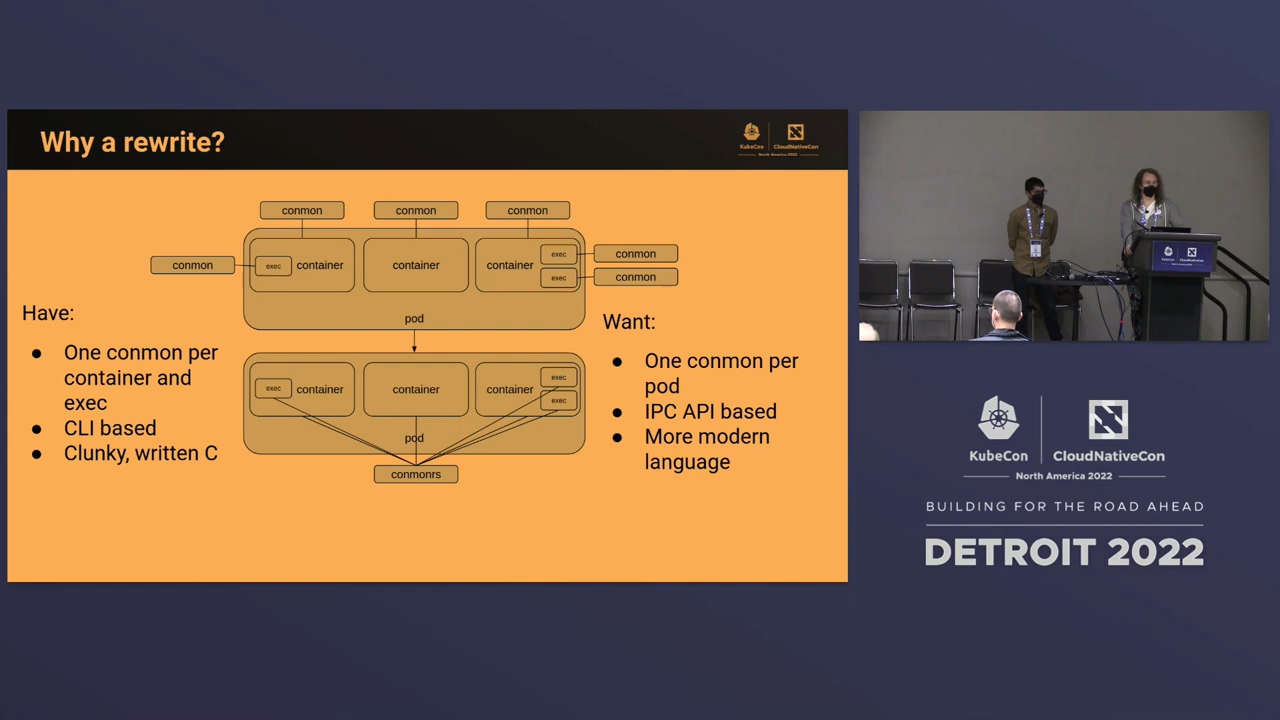 Why a rewrite?
KubeCon
CloudNativeCon
North America 2022
conmon
conmon
conmon
conmon
exec
container
container
container
exec
exec
conmon
conmon
pod
Have:
● One conmon per
container and
exec
● CLI based
● Clunky, written C
exec
container
container
container
exec
exec
pod
conmonrs
Want:
● One conmon per
pod
● IPC API based
● More modern
language
KubeCon
CloudNativeCon
North America 2022
BUILDING FOR THE ROAD AHEAD
DETROIT 2022